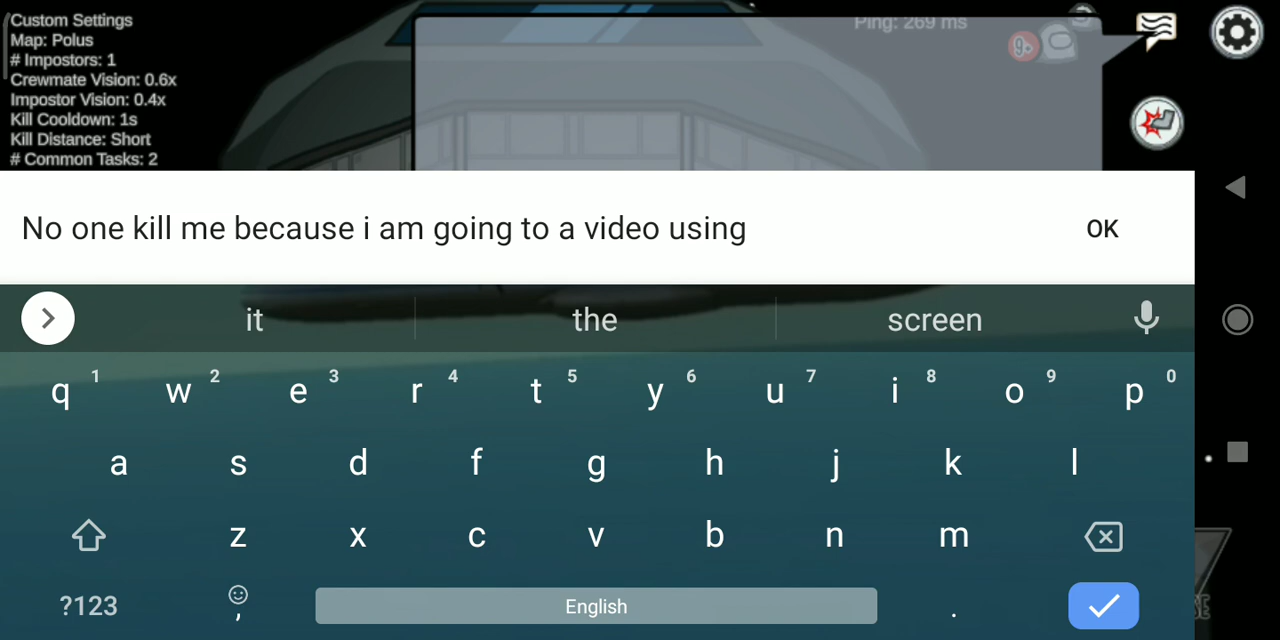 Custom Settings
Map: Polus
# Impostors: 1
Crewmate Vision: 0.6x
Impostor Vision: 0.4x
Kill Cooldown: 1s
Kill Distance: Short
# Common Tasks: 2
Ping: 269 ms
9+
No one kill me because i am going to a video using
OK
it the screen
q 1 w 2 e 3 r 4 t 5 y 6 u 7 i 8 o 9 p 0
a s d f g h j k l
z x c v b n m
?123 , English .